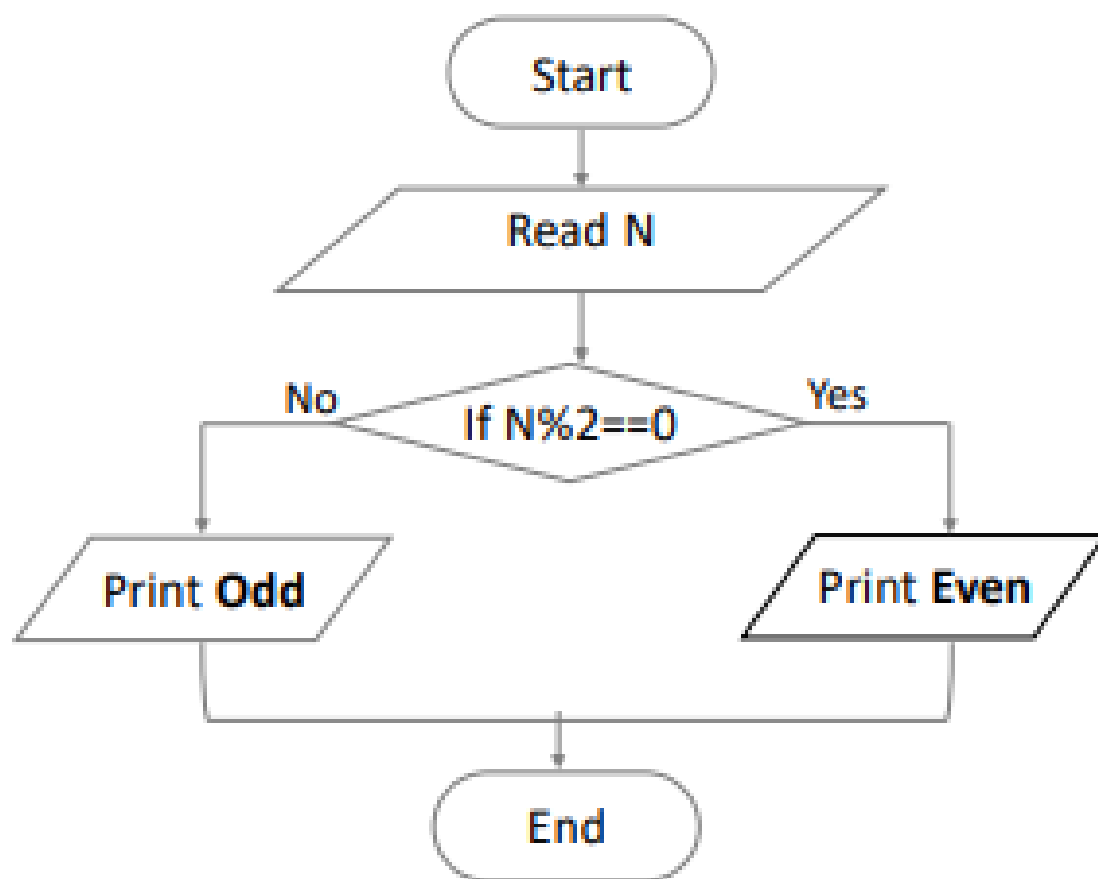 Start
Read N
No
Yes
If N%2==0
Print Odd
Print Even
End